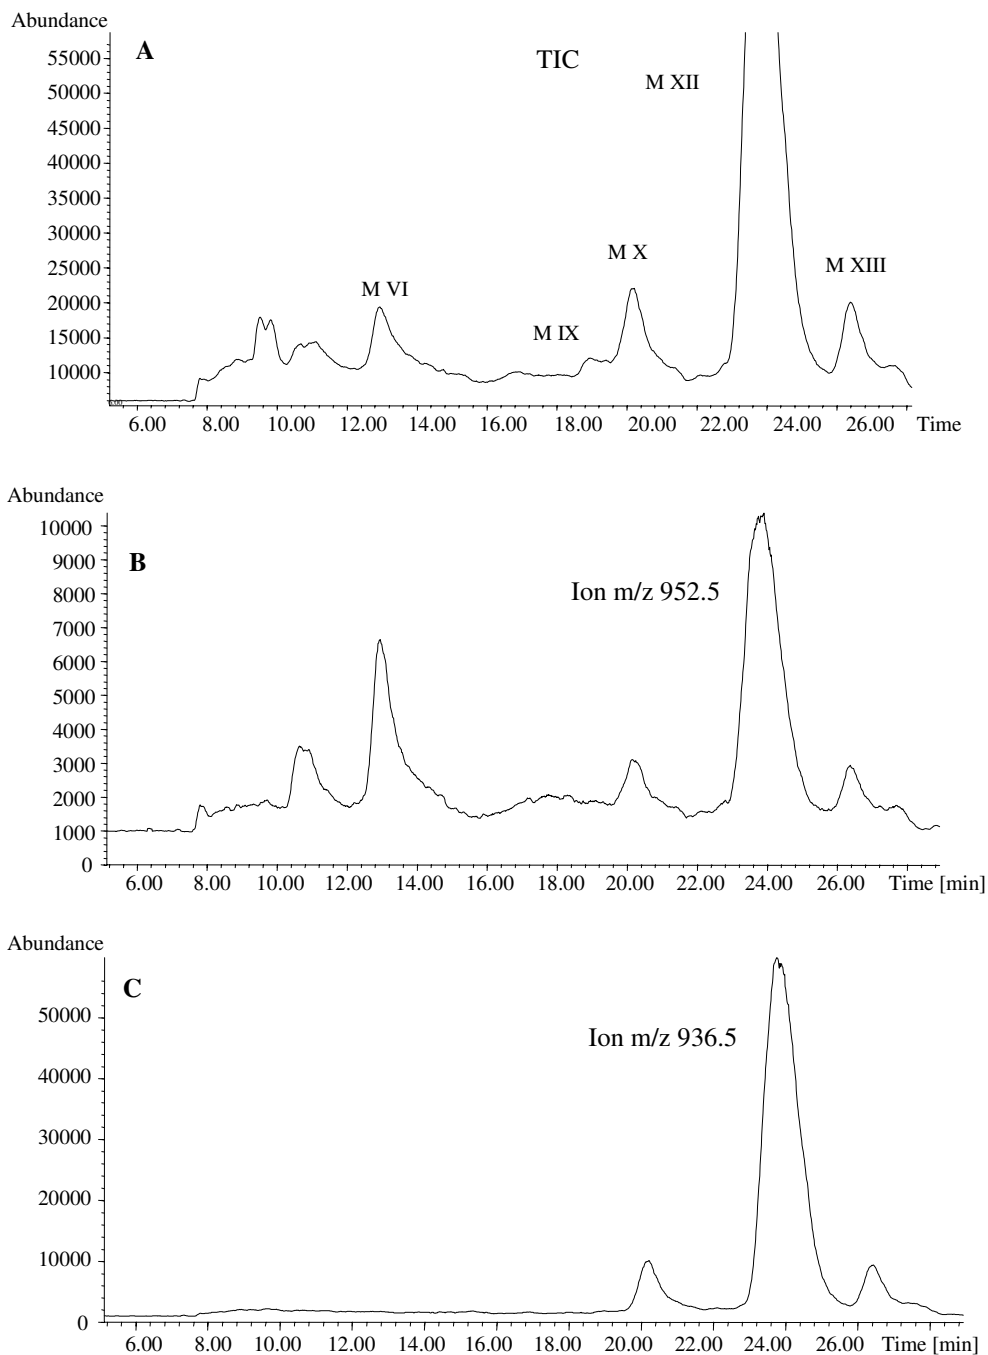 Abundance
A
TIC
55000
M XII
50000
45000
40000
35000
30000
M X
25000
M XIII
M VI
20000
M IX
15000
10000
6.00 8.00 10.00 12.00 14.00 16.00 18.00 20.00 22.00 24.00 26.00 Time
Abundance
10000
B
9000
Ion m/z 952.5
8000
7000
6000
5000
4000
3000
2000
1000
0
6.00 8.00 10.00 12.00 14.00 16.00 18.00 20.00 22.00 24.00 26.00 Time [min]
Abundance
C
50000
Ion m/z 936.5
40000
30000
20000
10000
0
6.00 8.00 10.00 12.00 14.00 16.00 18.00 20.00 22.00 24.00 26.00 Time [min]